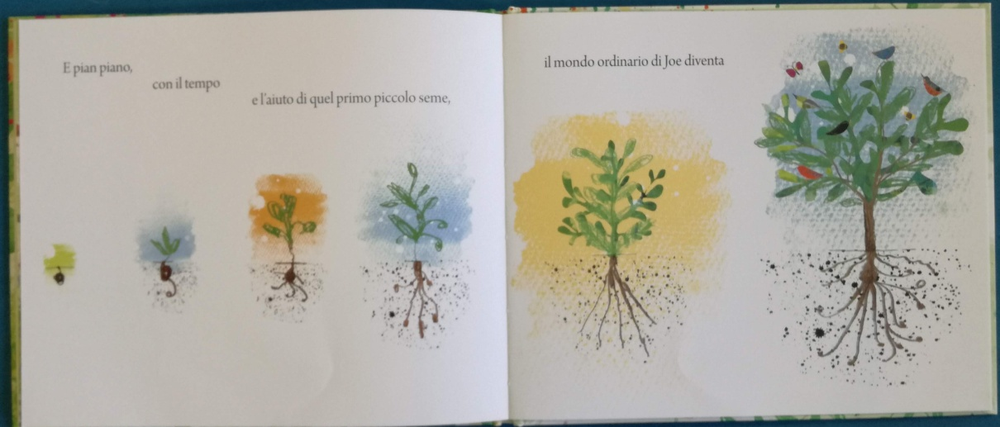 E pian piano,
con il tempo
e l'aiuto di quel primo piccolo seme,
il mondo ordinario di Joe diventa